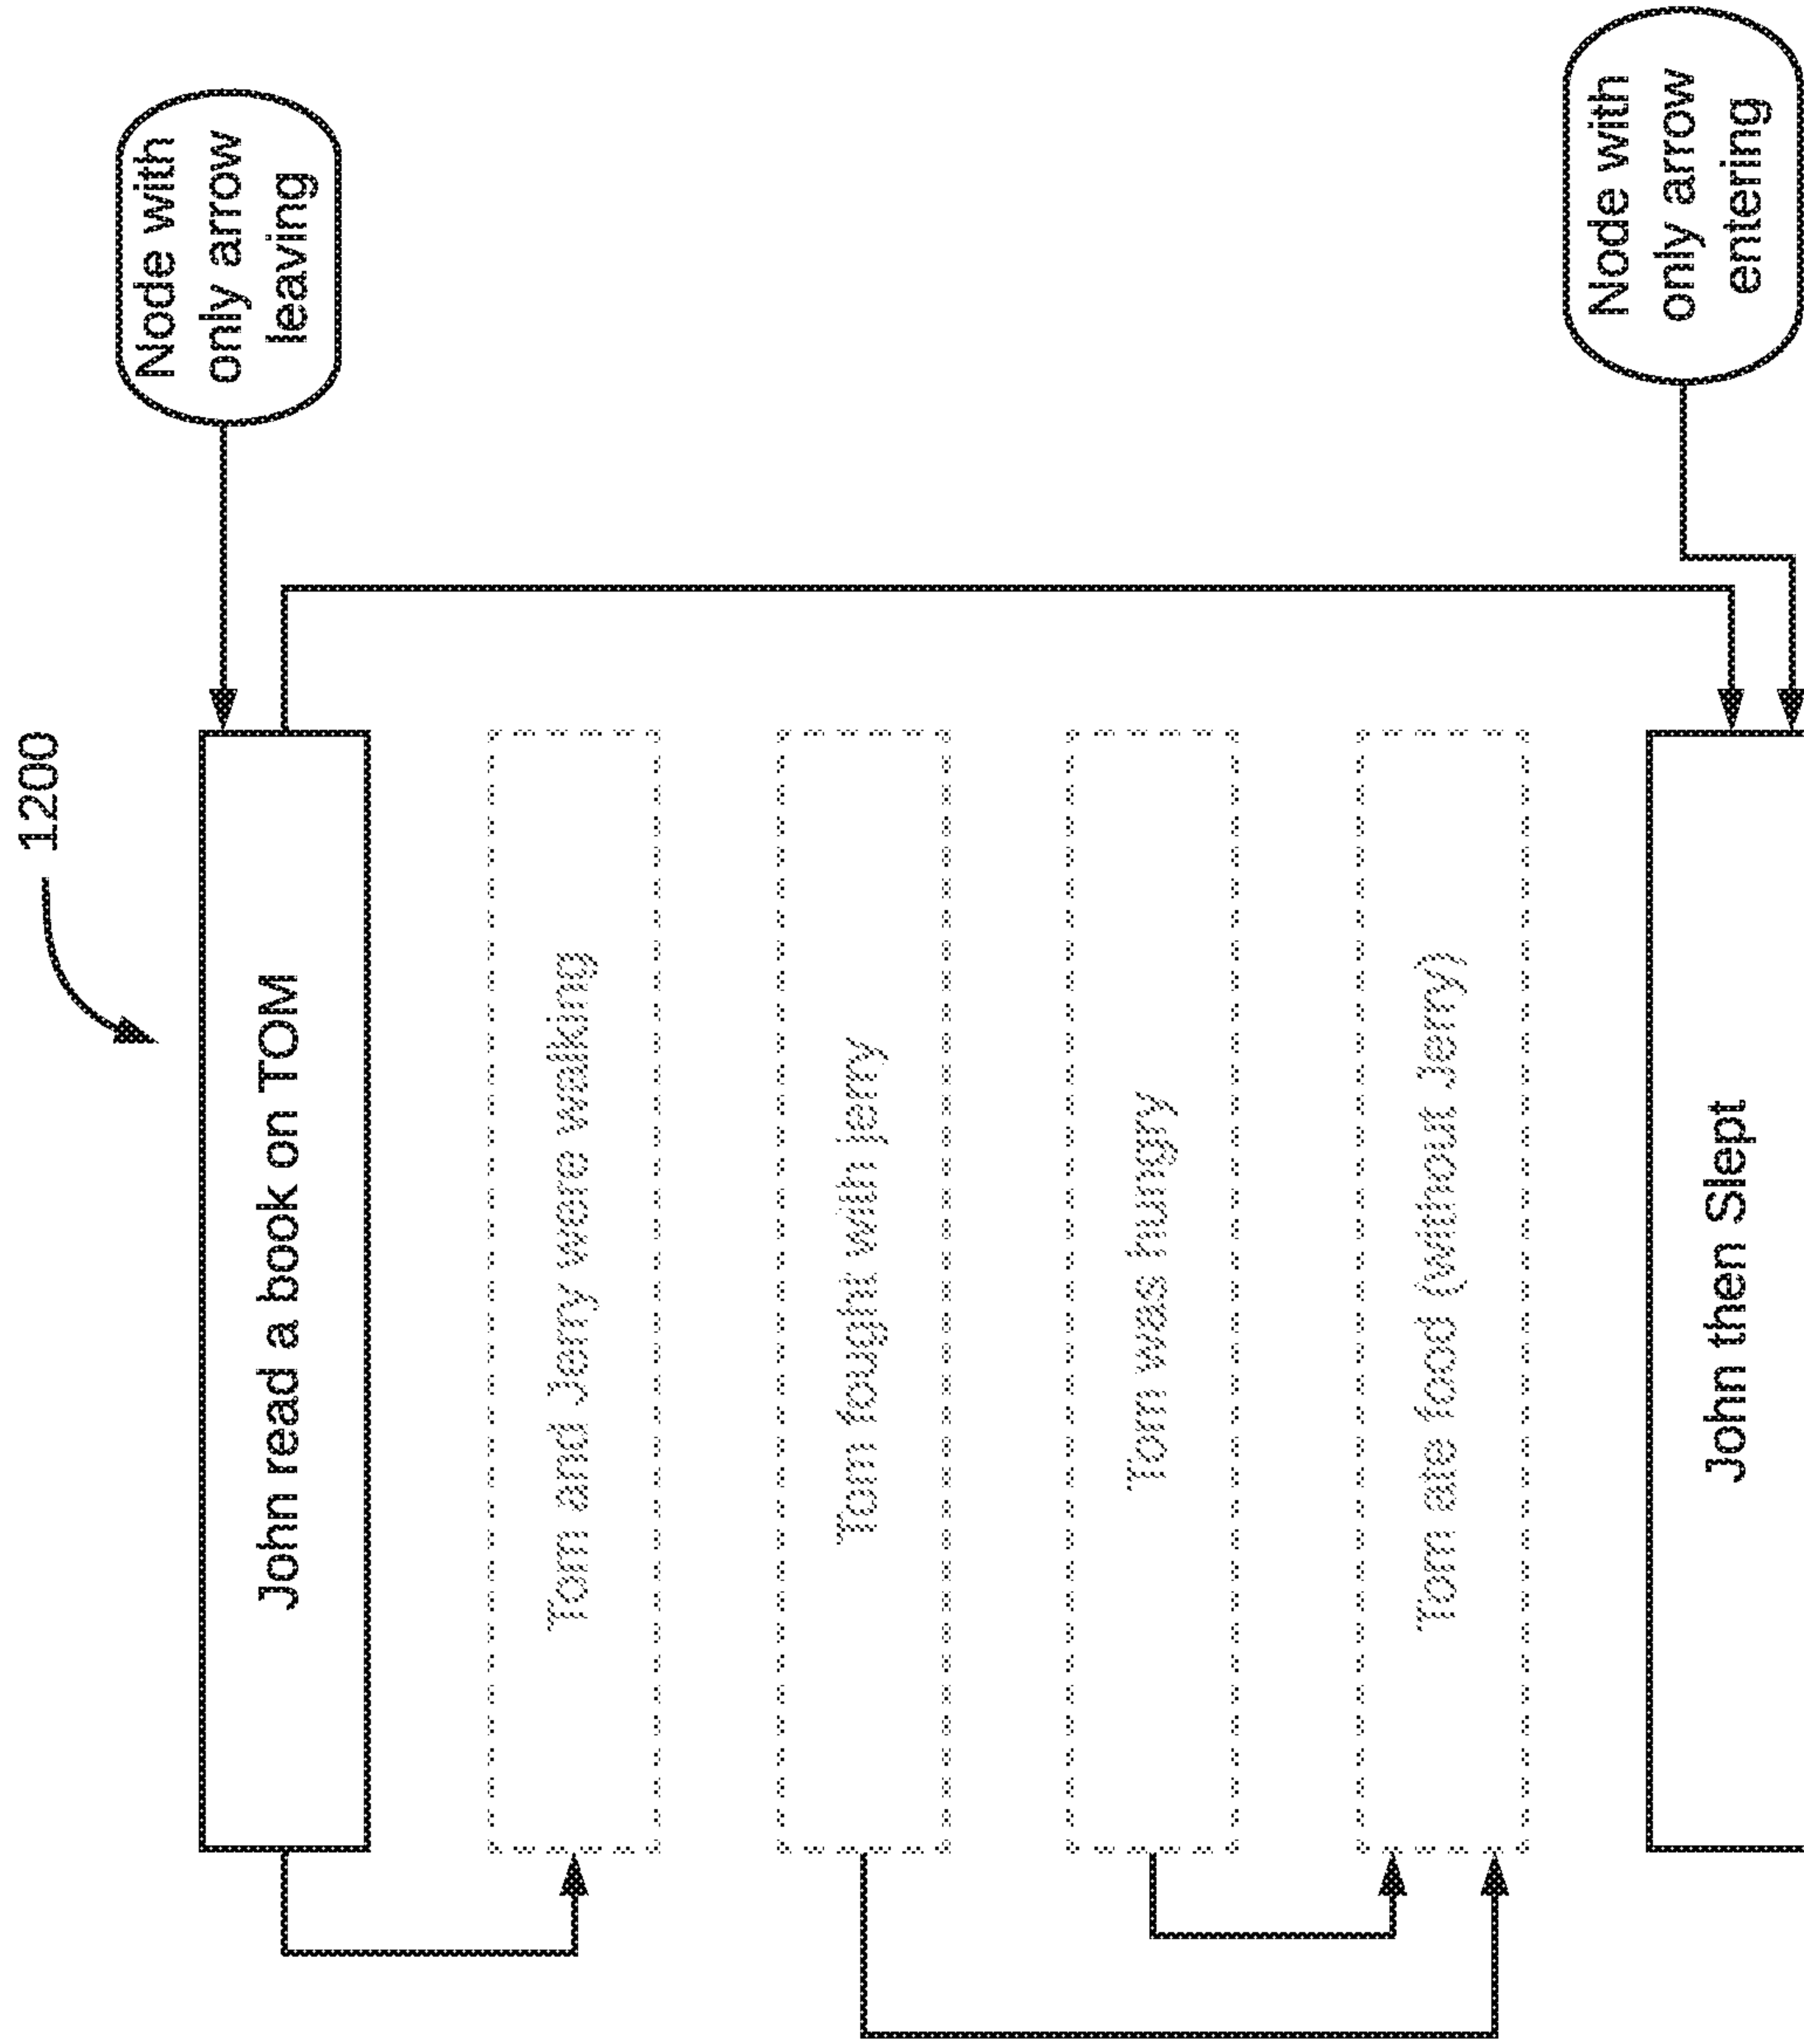 1200
Node with
only arrow
leaving
John read a book on TOM
Tom and Jerry were walking
Tom fought with jerry
Tom was hungry
Tom ate food (without Jerry)
Node with
only arrow
entering
John then Slept